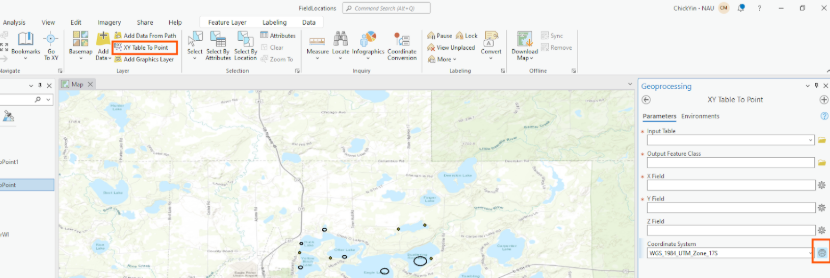 FieldLocations
Command Search (Alt+Q)
ChickYin - NAU
CM
Analysis View Edit Imagery Share Help Feature Layer Labeling Data
Bookmarks
Go To XY
Navigate
Basemap
Add Data
Add Data From Path
XY Table To Point
Add Graphics Layer
Layer
Select
Select By Attributes
Select By Location
Attributes
Clear
Zoom To
Selection
Measure
Locate
Infographics
Coordinate Conversion
Inquiry
Pause
Lock
View Unplaced
More
Convert
Labeling
Download Map
Sync
Remove
Offline
oPoint1
oPoint
Map
Geoprocessing
XY Table To Point
Parameters Environments
Input Table
Output Feature Class
X Field
Y Field
Z Field
Coordinate System
WGS_1984_UTM_Zone_17S